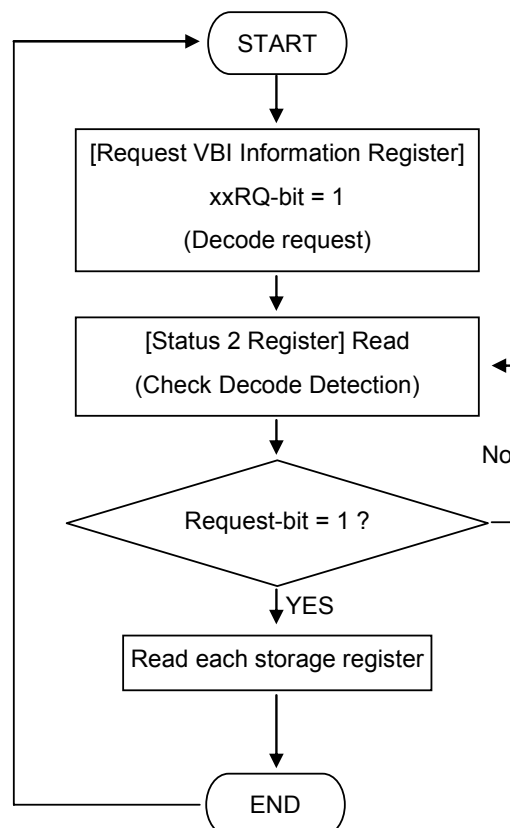 START
[Request VBI Information Register]
xxRQ-bit = 1
(Decode request)
[Status 2 Register] Read
(Check Decode Detection)
No
Request-bit = 1 ?
YES
Read each storage register
END